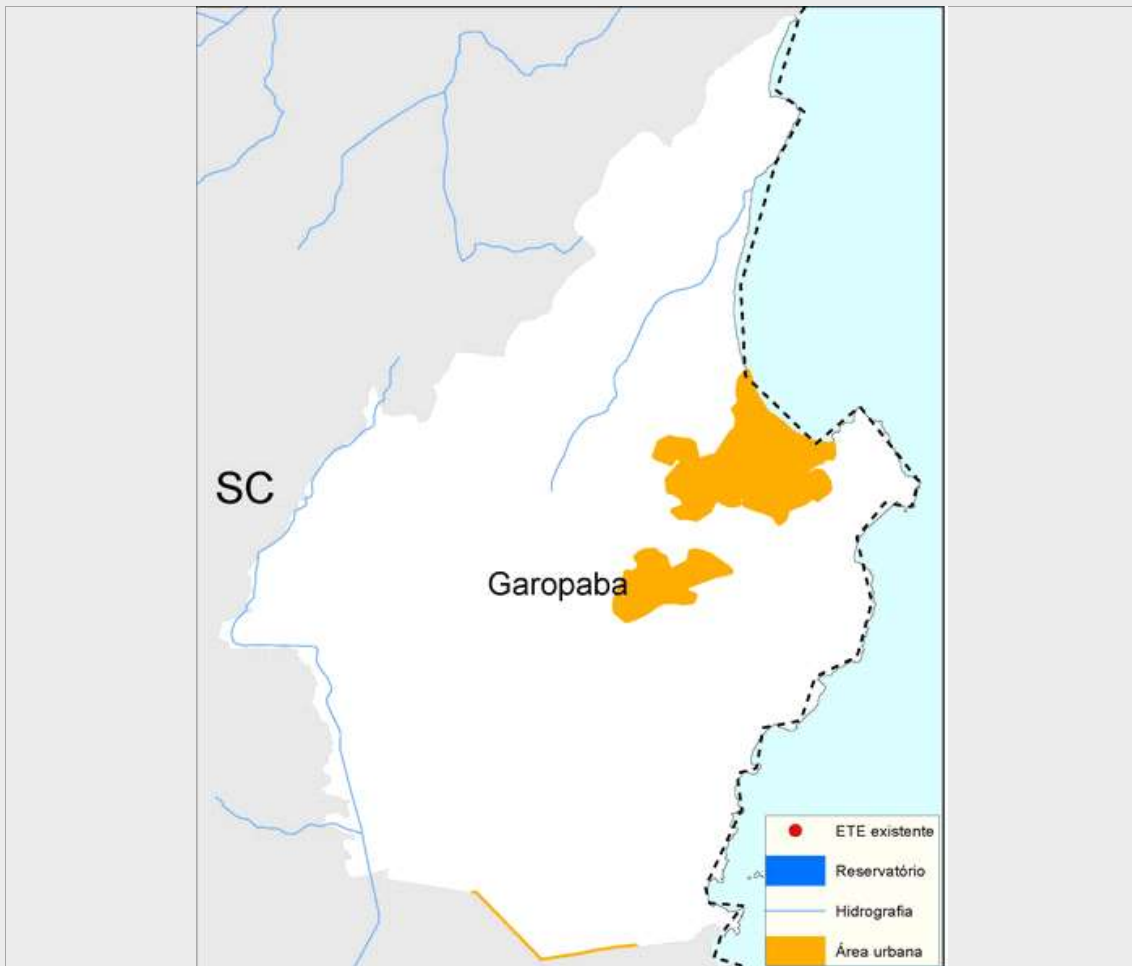 SC
Garopaba
ETE existente
Reservatório
Hidrografia
Área urbana